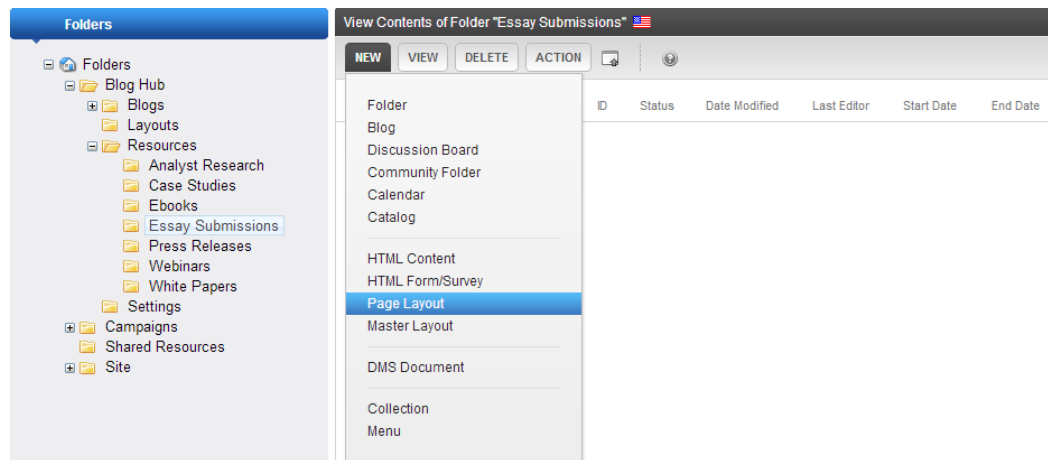 Folders
Folders
Blog Hub
Blogs
Layouts
Resources
Analyst Research
Case Studies
Ebooks
Essay Submissions
Press Releases
Webinars
White Papers
Settings
Campaigns
Shared Resources
Site
View Contents of Folder "Essay Submissions"
NEW VIEW DELETE ACTION
ID Status Date Modified Last Editor Start Date End Date
Folder
Blog
Discussion Board
Community Folder
Calendar
Catalog
HTML Content
HTML Form/Survey
Page Layout
Master Layout
DMS Document
Collection
Menu